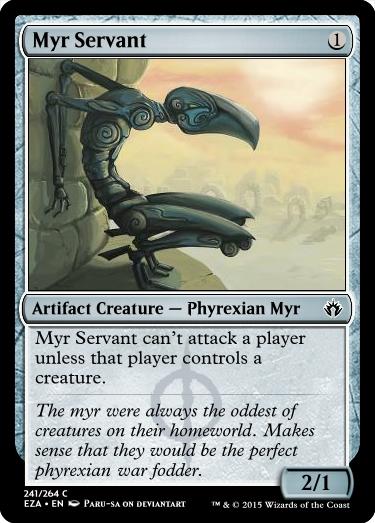 Myr Servant 1
Artifact Creature — Phyrexian Myr
Myr Servant can't attack a player
unless that player controls a
creature.
The myr were always the oddest of
creatures on their homeworld. Makes
sense that they would be the perfect
phyrexian war fodder.
2/1
241/264 C
EZA • EN PARU-SA ON DEVIANTART
™ & © 2015 Wizards of the Coast